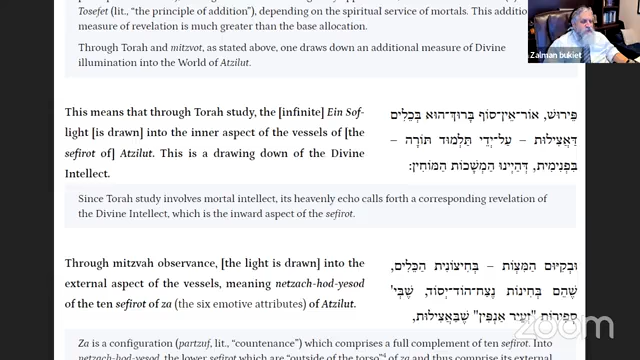 Tosefet (lit., “the principle of addition”), depending on the spiritual service of mortals. This addition
measure of revelation is much greater than the base allocation.
Through Torah and mitzvot, as stated above, one draws down an additional measure of Divine
illumination into the World of Atzilut.
Zalman bukiet
This means that through Torah study, the [infinite] Ein Sof-
light [is drawn] into the inner aspect of the vessels of [the
sefirot of] Atzilut. This is a drawing down of the Divine
Intellect.
פֵּירוּשׁ, אוֹר־אֵין־סוֹף בָּרוּךְ־הוּא בְּכֵלִים
דַּאֲצִילוּת – עַל־יְדֵי תַּלְמוּד תּוֹרָה –
בִּפְנִימִית, דְּהַיְינוּ הַמְשָׁכוֹת הַמּוֹחִין:
Since Torah study involves mortal intellect, its heavenly echo calls forth a corresponding revelation of
the Divine Intellect, which is the inward aspect of the sefirot.
Through mitzvah observance, [the light is drawn] into the
external aspect of the vessels, meaning netzach-hod-yesod
of the ten sefirot of za (the six emotive attributes) of Atzilut.
וּבְקִיּוּם הַמִּצְוֹת – בְּחִיצוֹנִית הַכֵּלִים,
שֶׁהֵם בְּחִינוֹת נֶצַח־הוֹד־יְסוֹד, שֶׁבְּי׳
סְפִירוֹת "זְעֵיר אַנְפִּין" שֶׁבַּאֲצִילוּת,
zoom
Za is a configuration (partzuf, lit., “countenance”) which comprises a full complement of ten sefirot. Into
netzach-hod-yesod, the lower sefirot which are “outside of the torso”⁴ of za and thus comprise its external